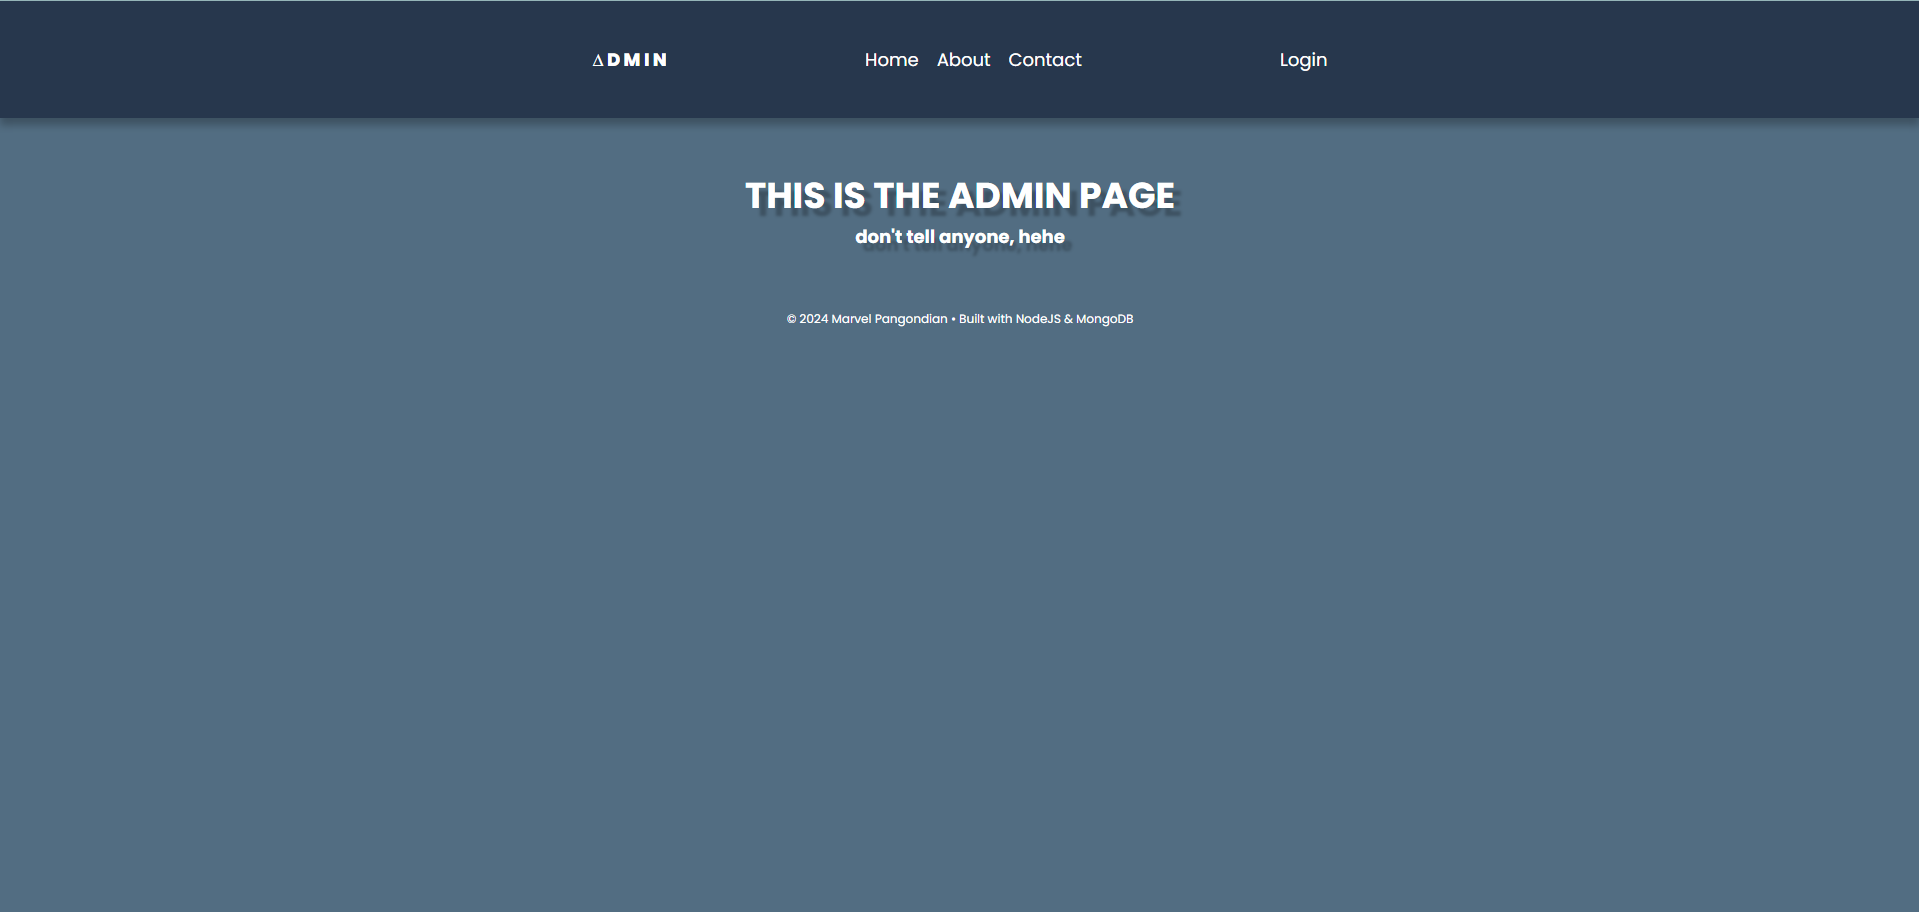 ΔDMIN
Home About Contact
Login
THIS IS THE ADMIN PAGE
don't tell anyone, hehe
© 2024 Marvel Pangondian • Built with NodeJS & MongoDB